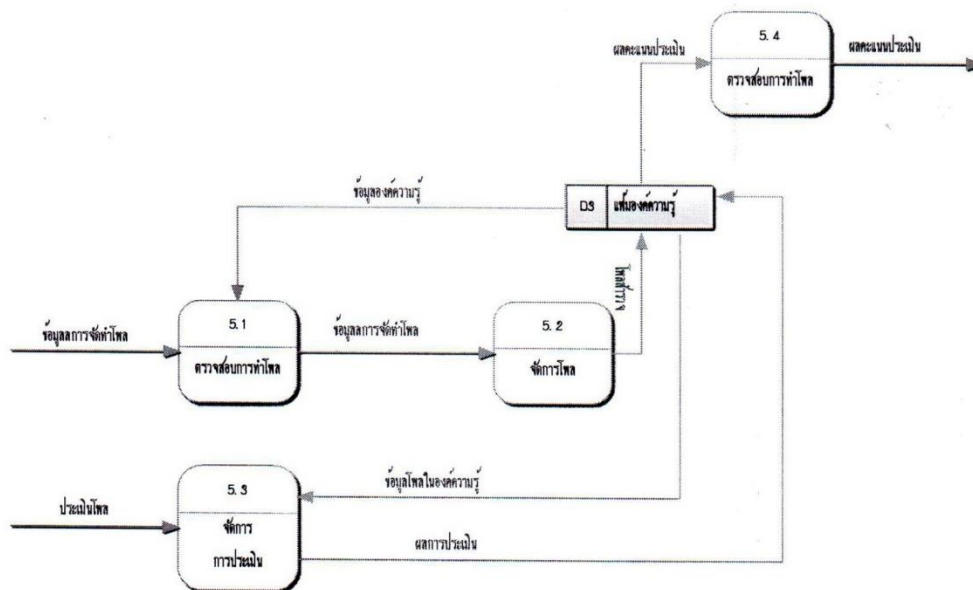 5.4
ผลคะแนนประเมิน
ผลคะแนนประเมิน
ตรวจสอบการทำโพล
ข้อมูลองค์ความรู้
D3
แฟ้มองค์ความรู้
โพลสำรวจ
5.1
ข้อมูลลการจัดทำโพล
ข้อมูลลการจัดทำโพล
ตรวจสอบการทำโพล
5.2
จัดการโพล
ข้อมูลโพลในองค์ความรู้
5.3
ประเมินโพล
จัดการ
การประเมิน
ผลการประเมิน